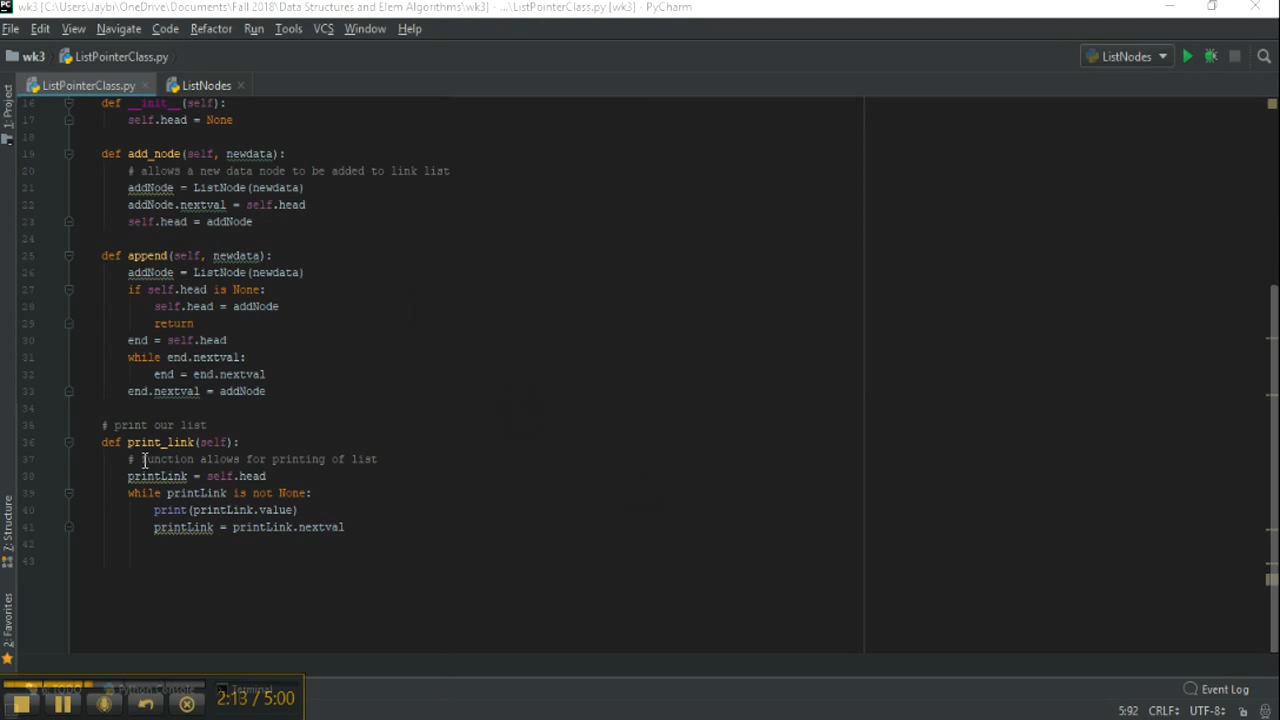 PC wk3 [C:\Users\Jaybi\OneDrive\Documents\Fall 2018\Data Structures and Elem Algorithms\wk3] - ...\ListPointerClass.py [wk3] - PyCharm
File Edit View Navigate Code Refactor Run Tools VCS Window Help
wk3 ListPointerClass.py ListNodes
ListPointerClass.py × ListNodes ×
1: Project
7: Structure
2: Favorites
16 def __init__(self):
17 self.head = None
18
19 def add_node(self, newdata):
20 # allows a new data node to be added to link list
21 addNode = ListNode(newdata)
22 addNode.nextval = self.head
23 self.head = addNode
24
25 def append(self, newdata):
26 addNode = ListNode(newdata)
27 if self.head is None:
28 self.head = addNode
29 return
30 end = self.head
31 while end.nextval:
32 end = end.nextval
33 end.nextval = addNode
34
35 # print our list
36 def print_link(self):
37 # function allows for printing of list
38 printLink = self.head
39 while printLink is not None:
40 print(printLink.value)
41 printLink = printLink.nextval
42
43
6: TODO Python Console Terminal Event Log
2:13 / 5:00
5:92 CRLF÷ UTF-8÷